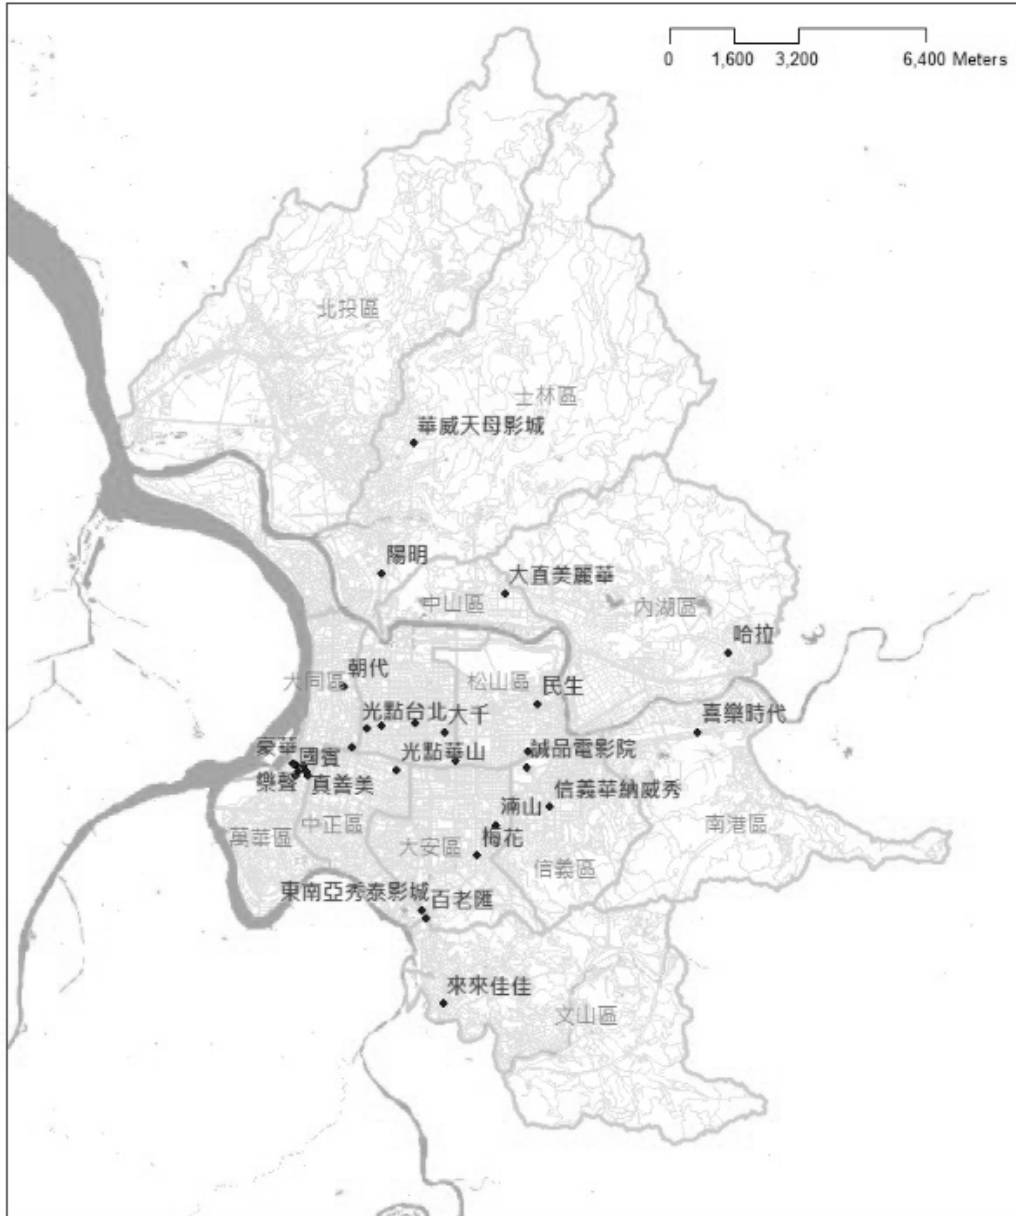 0 1,600 3,200 6,400 Meters
北投區
士林區
華威天母影城
陽明
大直美麗華
中山區
內湖區
哈拉
朝代
大同區
松山區
民生
光點台北
大千
喜樂時代
豪華
國賓
光點華山
誠品電影院
樂聲
真善美
信義華納威秀
湳山
中正區
南港區
萬華區
大安區
梅花
信義區
東南亞秀泰影城
百老匯
來來佳佳
文山區